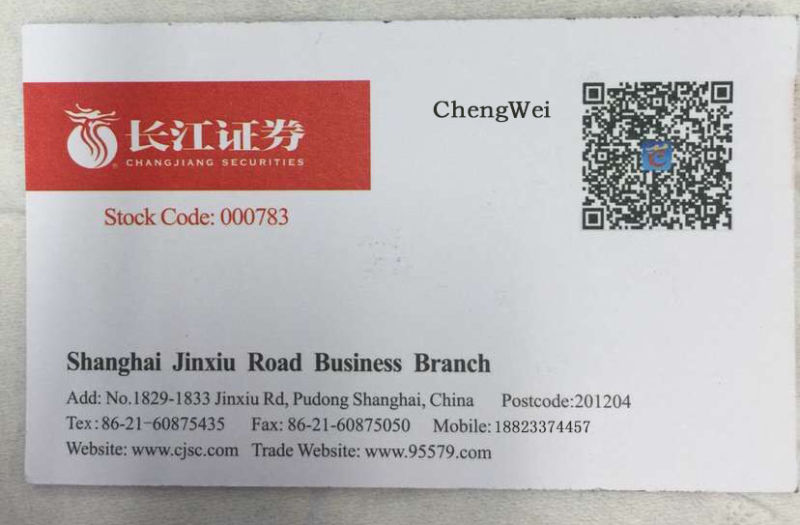 长江证券
CHANGJIANG SECURITIES
ChengWei
Stock Code: 000783
Shanghai Jinxiu Road Business Branch
Add: No.1829-1833 Jinxiu Rd, Pudong Shanghai, China Postcode:201204
Tex:86-21-60875435 Fax: 86-21-60875050 Mobile:18823374457
Website: www.cjsc.com Trade Website: www.95579.com